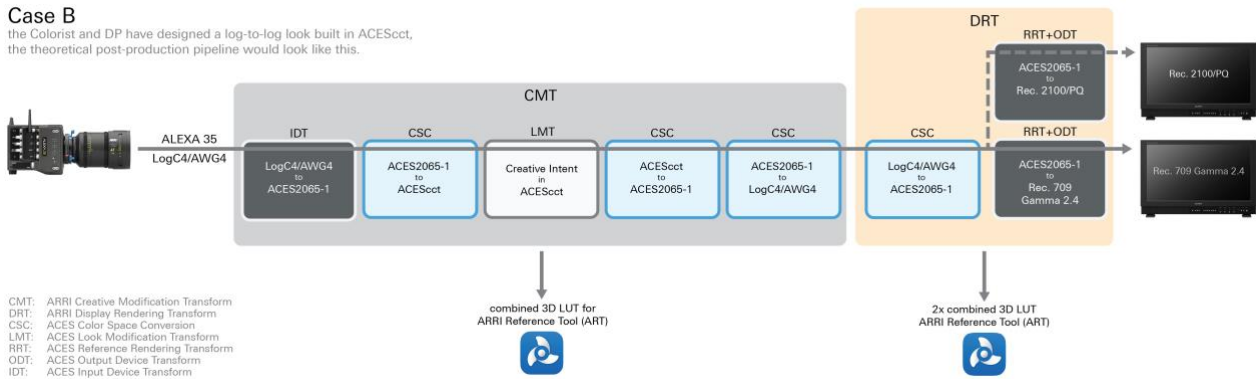 Case B
the Colorist and DP have designed a log-to-log look built in ACEScct,
the theoretical post-production pipeline would look like this.
DRT
RRT+ODT
ACES2065-1
to
Rec. 2100/PQ
Rec. 2100/PQ
CMT
ALEXA 35
LogC4/AWG4
IDT
LogC4/AWG4
to
ACES2065-1
CSC
ACES2065-1
to
ACEScct
LMT
Creative Intent
in
ACEScct
CSC
ACEScct
to
ACES2065-1
CSC
ACES2065-1
to
LogC4/AWG4
CSC
LogC4/AWG4
to
ACES2065-1
RRT+ODT
ACES2065-1
to
Rec. 709
Gamma 2.4
Rec. 709 Gamma 2.4
combined 3D LUT for
ARRI Reference Tool (ART)
2x combined 3D LUT
ARRI Reference Tool (ART)
CMT: ARRI Creative Modification Transform
DRT: ARRI Display Rendering Transform
CSC: ACES Color Space Conversion
LMT: ACES Look Modification Transform
RRT: ACES Reference Rendering Transform
ODT: ACES Output Device Transform
IDT: ACES Input Device Transform